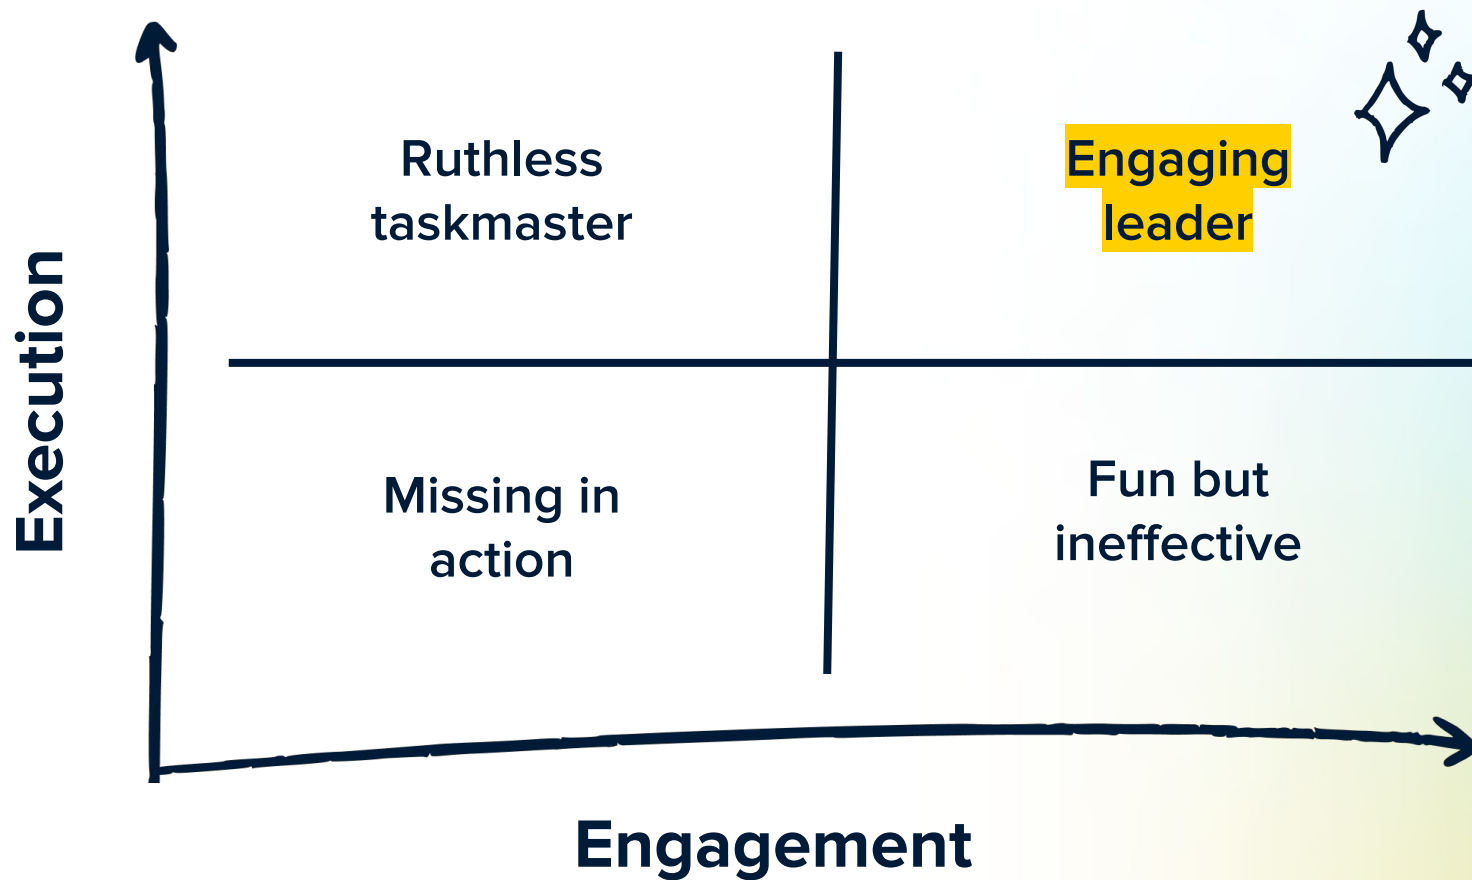 Execution
Ruthless
taskmaster
Engaging
leader
Missing in
action
Fun but
ineffective
Engagement